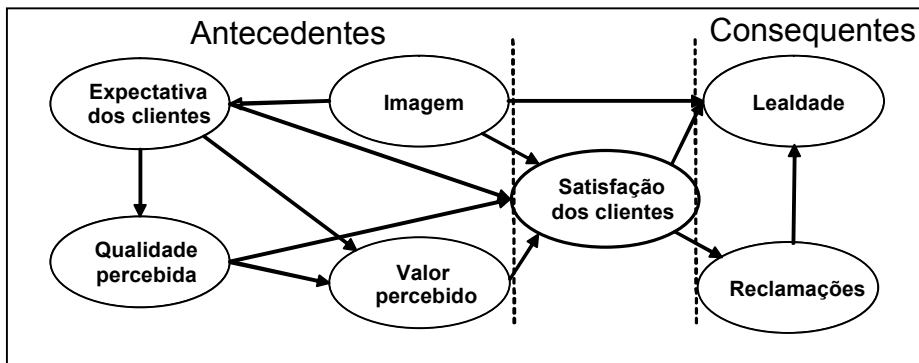 Antecedentes
Consequentes
Expectativa
dos clientes
Imagem
Lealdade
Satisfação
dos clientes
Qualidade
percebida
Valor
percebido
Reclamações